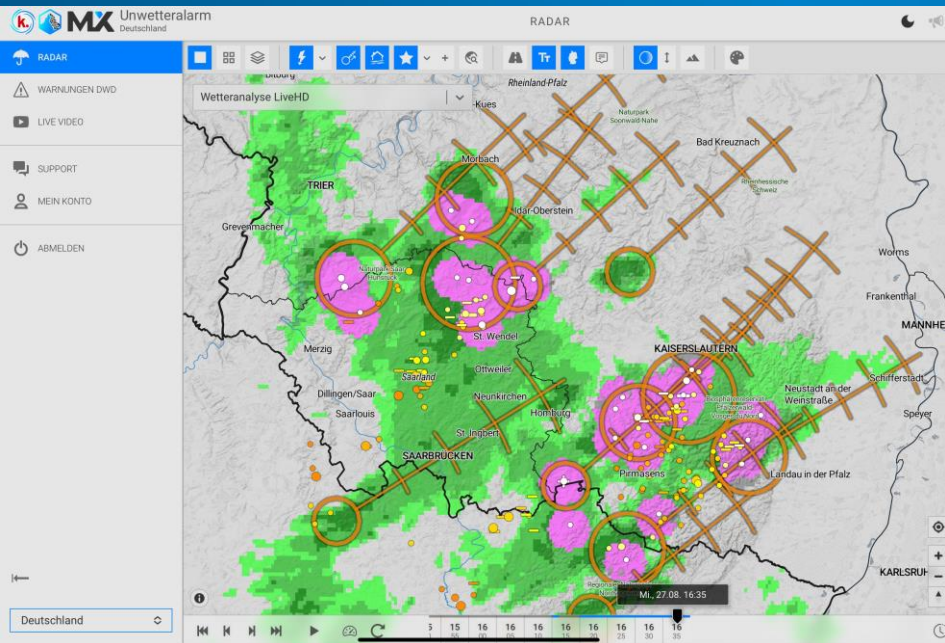 k. MX Unwetteralarm
Deutschland
RADAR
RADAR
WARNUNGEN DWD
LIVE VIDEO
SUPPORT
MEIN KONTO
ABMELDEN
Deutschland
Wetteranalyse LiveHD
Rheinland-Pfalz
Kues
Naturpark
Soonwald-Nahe
Bad Kreuznach
Morbach
TRIER
Rheinhessische
Schweiz
Idar-Oberstein
Grevenmacher
Worms
Frankenthal
MANNHE
St. Wendel
Merzig
KAISERSLAUTERN
Saarland
Ottweiler
Schifferstadt
Dillingen/Saar
Neunkirchen
Neustadt an der
Weinstraße
Saarlouis
Homburg
Speyer
St. Ingbert
SAARBRÜCKEN
Pirmasens
Landau in der Pfalz
KARLSRUH
Mi., 27.08. 16:35
15 15 16 16 16 16 16 16 16 16
55 00 05 10 15 20 25 30 35